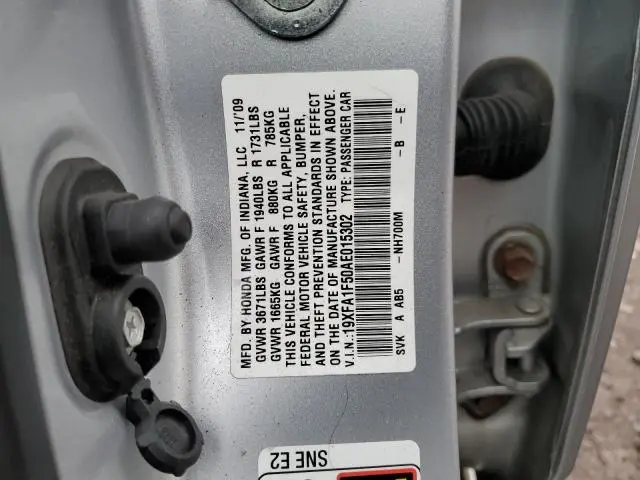 MFD. BY HONDA MFG. OF INDIANA, LLC 11/'09
GVWR 3671LBS GAWR F 1940LBS R 1731LBS
GVWR 1665KG GAWR F 880KG R 785KG
THIS VEHICLE CONFORMS TO ALL APPLICABLE
FEDERAL MOTOR VEHICLE SAFETY, BUMPER,
AND THEFT PREVENTION STANDARDS IN EFFECT
ON THE DATE OF MANUFACTURE SHOWN ABOVE.
V.I.N.:19XFA1F50AE015302 TYPE: PASSENGER CAR
SVK A AB5 -NH700M -B -E
SNE E2